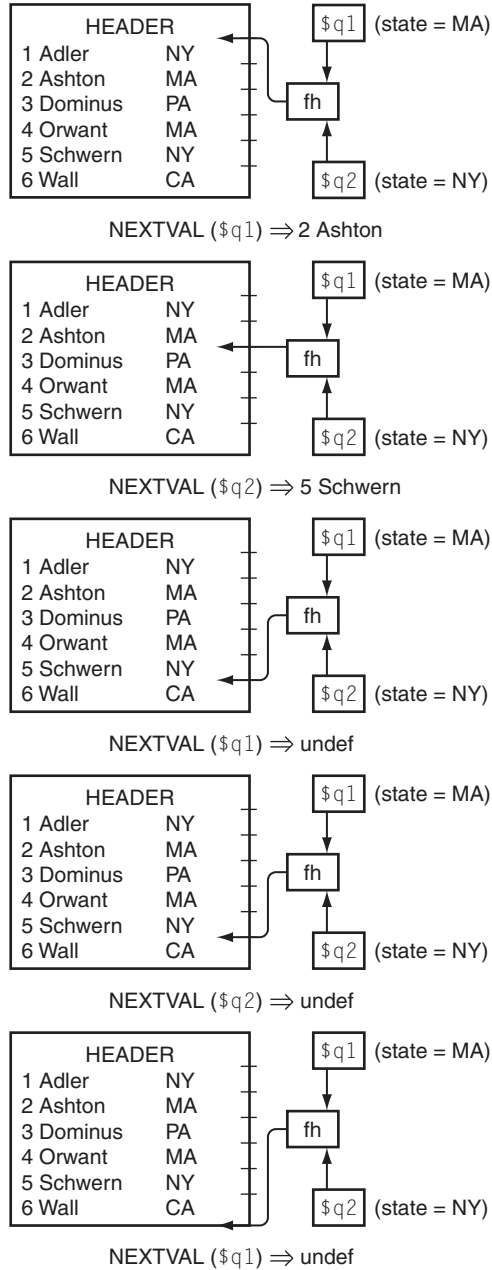 HEADER
$q1 (state = MA)
1 Adler NY
2 Ashton MA
3 Dominus PA
fh
4 Orwant MA
5 Schwern NY
6 Wall CA
$q2 (state = NY)
NEXTVAL ($q1) ⇒ 2 Ashton
HEADER
$q1 (state = MA)
1 Adler NY
2 Ashton MA
3 Dominus PA
fh
4 Orwant MA
5 Schwern NY
6 Wall CA
$q2 (state = NY)
NEXTVAL ($q2) ⇒ 5 Schwern
HEADER
$q1 (state = MA)
1 Adler NY
2 Ashton MA
3 Dominus PA
fh
4 Orwant MA
5 Schwern NY
6 Wall CA
$q2 (state = NY)
NEXTVAL ($q1) ⇒ undef
HEADER
$q1 (state = MA)
1 Adler NY
2 Ashton MA
3 Dominus PA
fh
4 Orwant MA
5 Schwern NY
6 Wall CA
$q2 (state = NY)
NEXTVAL ($q2) ⇒ undef
HEADER
$q1 (state = MA)
1 Adler NY
2 Ashton MA
3 Dominus PA
fh
4 Orwant MA
5 Schwern NY
6 Wall CA
$q2 (state = NY)
NEXTVAL ($q1) ⇒ undef